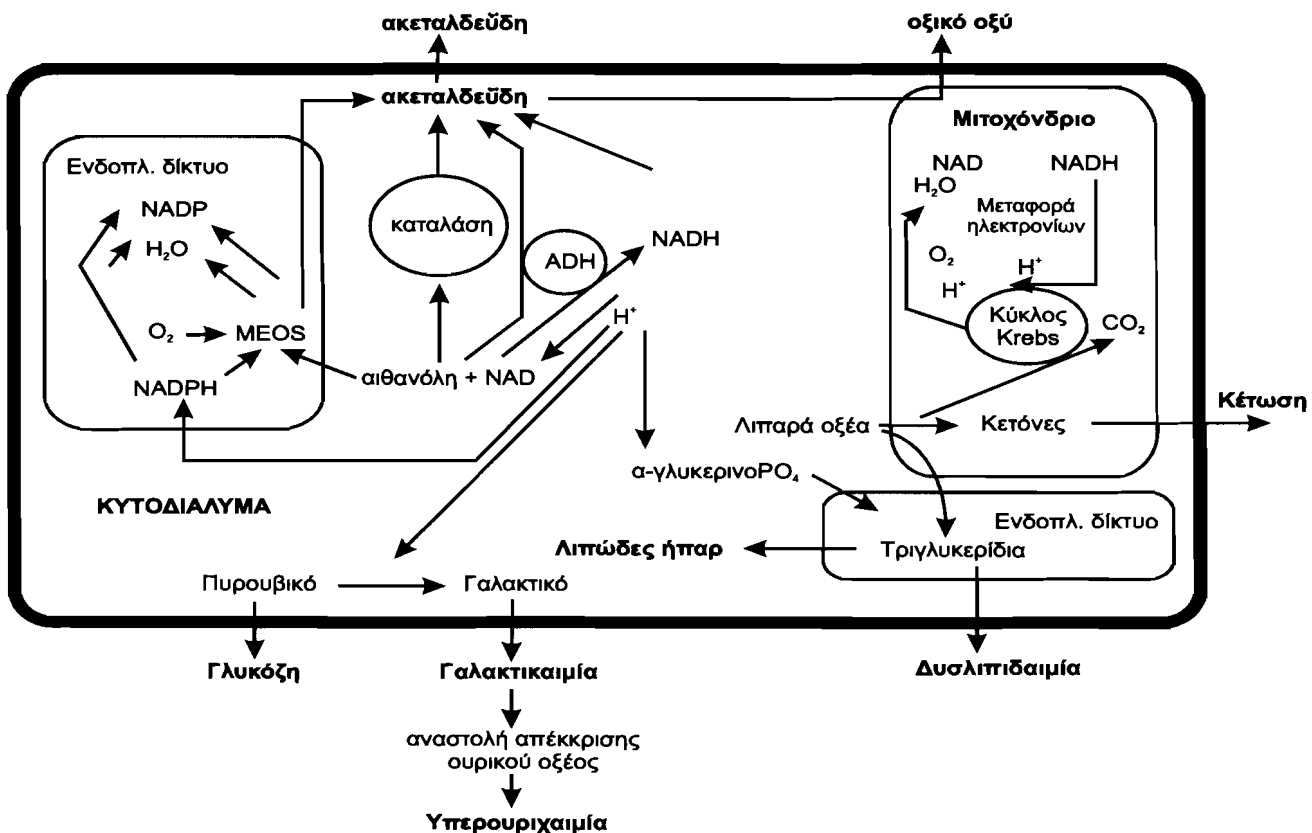 ακεταλδεΰδη
οξικό οξύ
ακεταλδεΰδη
Μιτοχόνδριο
Ενδοπλ. δίκτυο
NAD
NADH
H₂O
NADP
Μεταφορά
ηλεκτρονίων
καταλάση
NADH
H₂O
ADH
O₂
H⁺
H⁺
O₂
MEOS
H⁺
Κύκλος
Krebs
CO₂
NADPH
αιθανόλη + NAD
Κέτωση
Λιπαρά οξέα
Κετόνες
α-γλυκερινοPO₄
ΚΥΤΟΔΙΑΛΥΜΑ
Ενδοπλ. δίκτυο
Λιπώδες ήπαρ
Τριγλυκερίδια
Πυρουβικό
Γαλακτικό
Γλυκόζη
Γαλακτικαιμία
Δυσλιπιδαιμία
αναστολή απέκκρισης
ουρικού οξέος
Υπερουριχαιμία